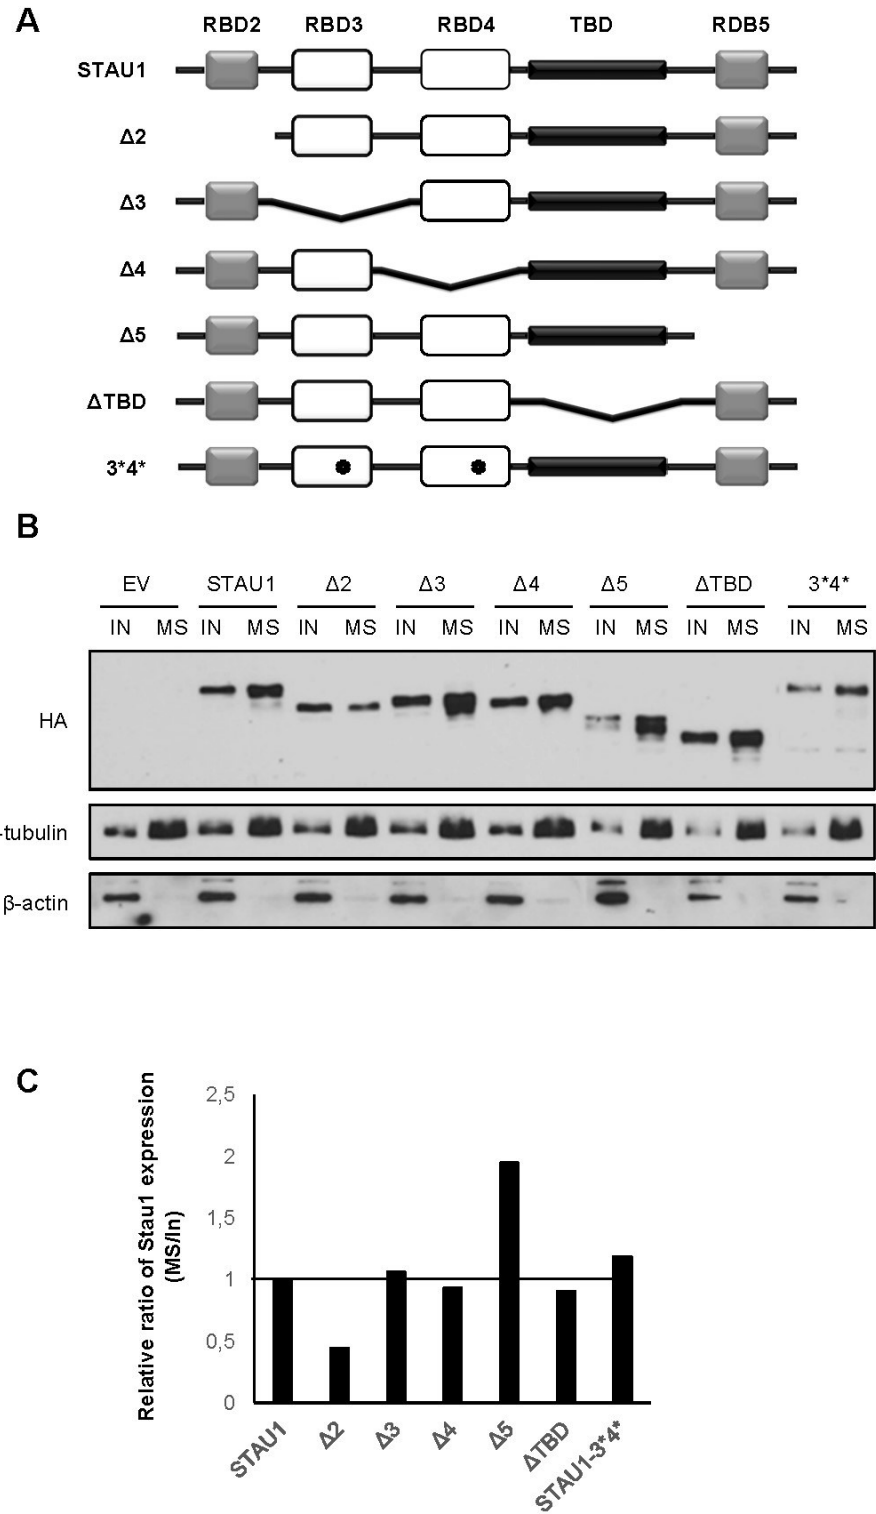 A
RBD2 RBD3 RBD4 TBD RDB5
STAU1
Δ2
Δ3
Δ4
Δ5
ΔTBD
3*4*
B
EV STAU1 Δ2 Δ3 Δ4 Δ5 ΔTBD 3*4*
IN MS IN MS IN MS IN MS IN MS IN MS IN MS IN MS
HA
-tubulin
β-actin
C
Relative ratio of Stau1 expression
(MS/In)
2,5
2
1,5
1
0,5
0
STAU1 Δ2 Δ3 Δ4 Δ5 ΔTBD STAU1-3*4*